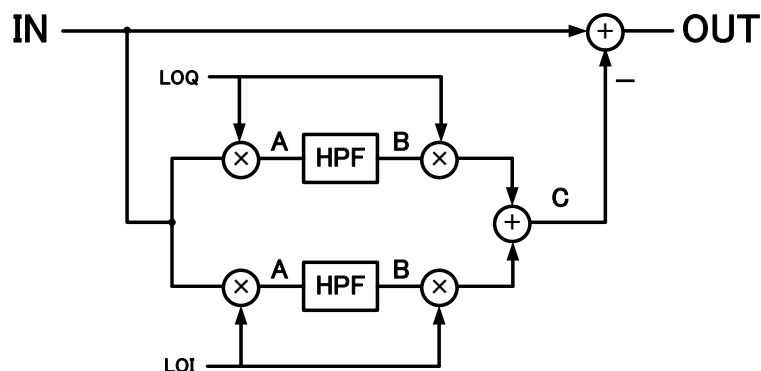 IN
+
OUT
−
LOQ
× A HPF B ×
+ C
× A HPF B ×
LOI